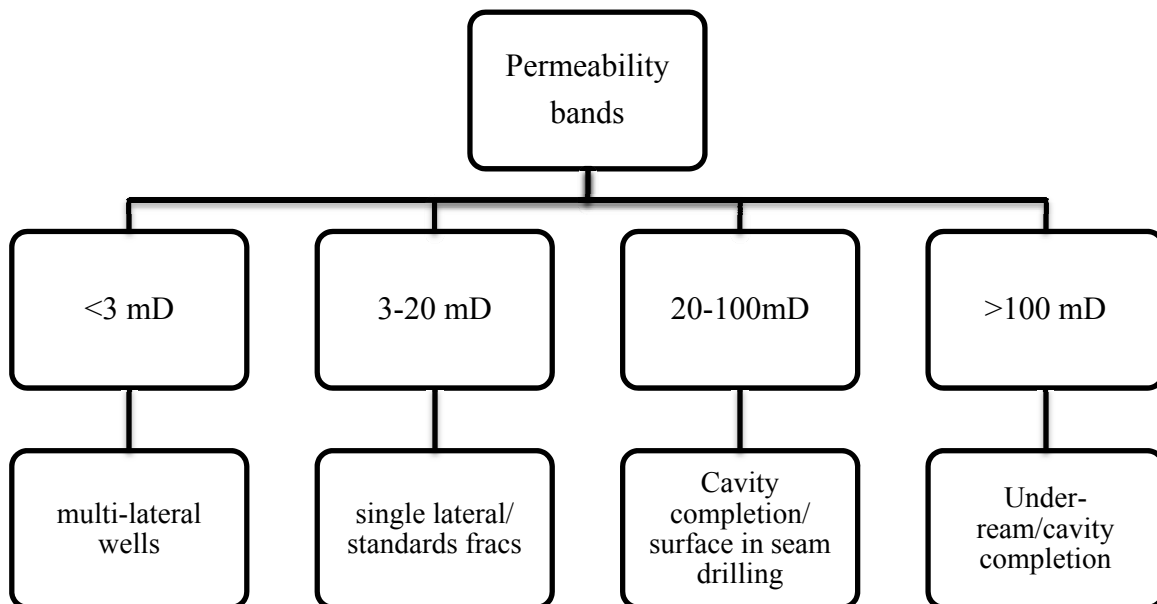 Permeability
bands
<3 mD
3-20 mD
20-100mD
>100 mD
multi-lateral
wells
single lateral/
standards fracs
Cavity
completion/
surface in seam
drilling
Under-
ream/cavity
completion